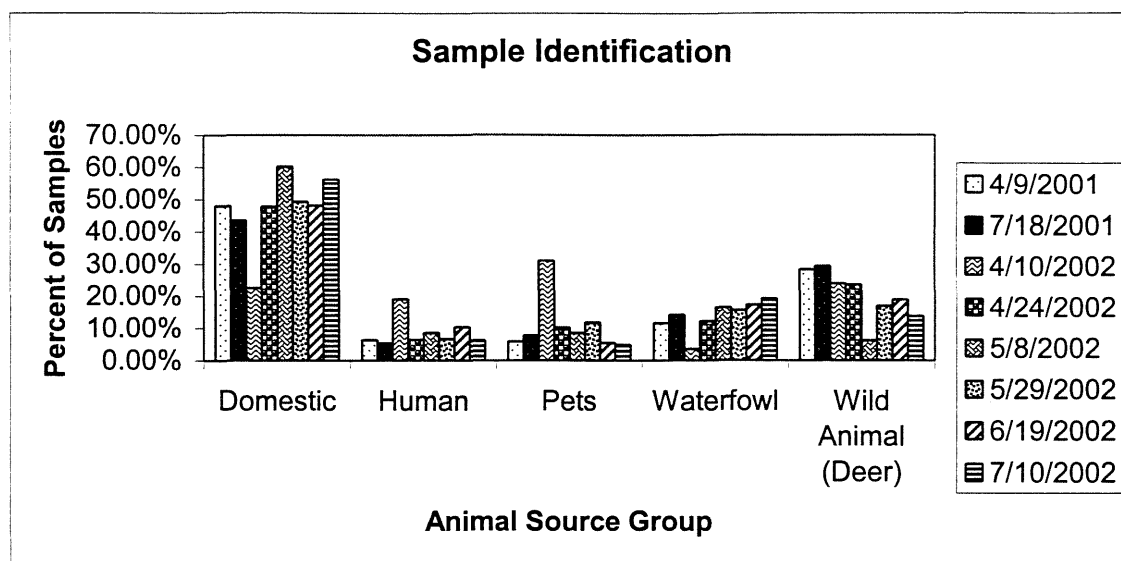 Sample Identification
Percent of Samples
70.00%
60.00%
50.00%
40.00%
30.00%
20.00%
10.00%
0.00%
Domestic
Human
Pets
Waterfowl
Wild
Animal
(Deer)
Animal Source Group
4/9/2001
7/18/2001
4/10/2002
4/24/2002
5/8/2002
5/29/2002
6/19/2002
7/10/2002